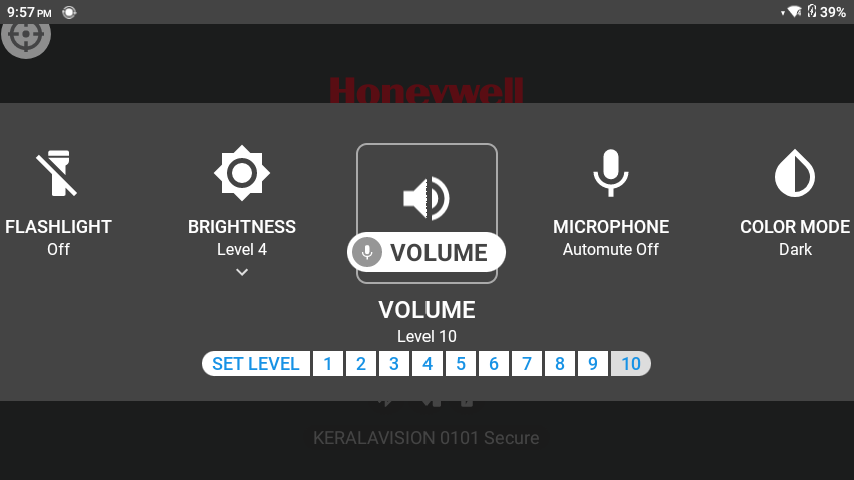 9:57 PM 39%
Honeywell
FLASHLIGHT
Off
BRIGHTNESS
Level 4
VOLUME
MICROPHONE
Automute Off
COLOR MODE
Dark
VOLUME
Level 10
SET LEVEL 1 2 3 4 5 6 7 8 9 10
KERALAVISION 0101 Secure